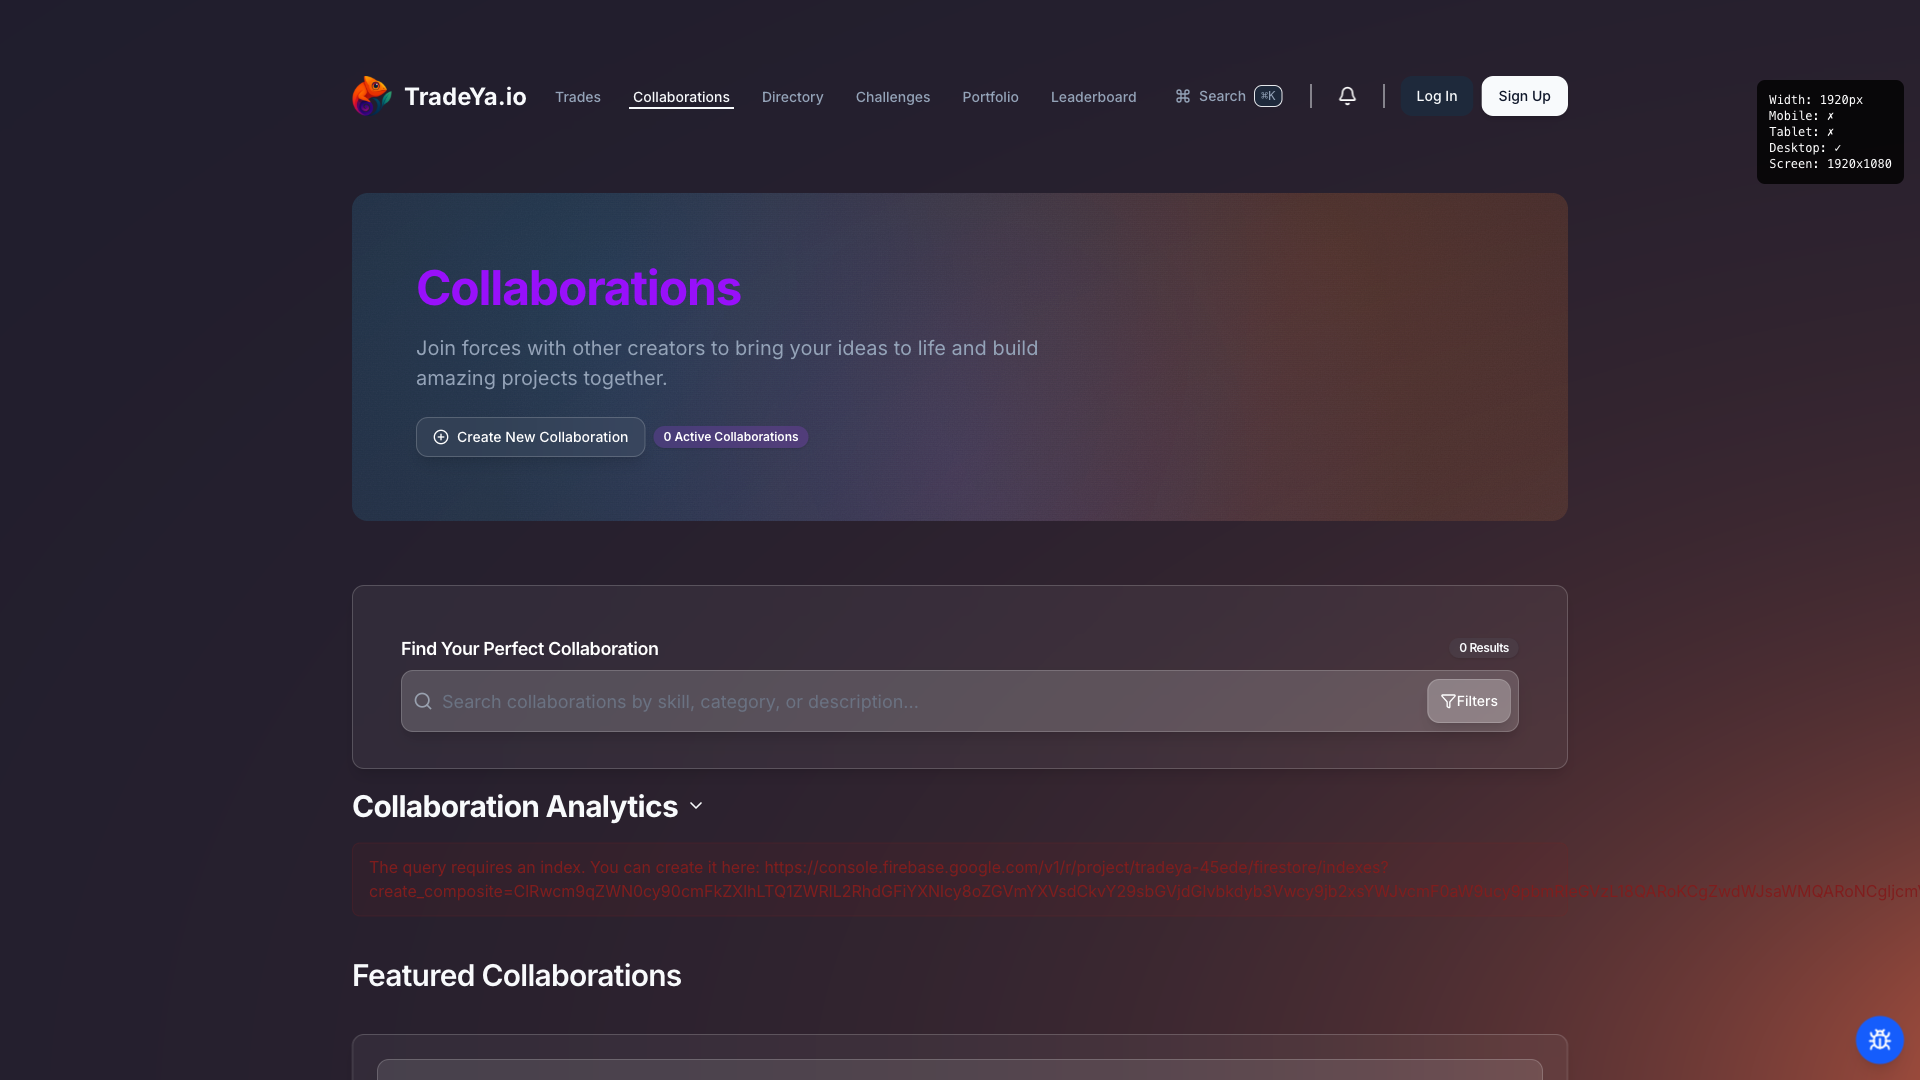 TradeYa.io
Trades
Collaborations
Directory
Challenges
Portfolio
Leaderboard
Search ⌘K
Log In
Sign Up
Width: 1920px
Mobile: ✗
Tablet: ✗
Desktop: ✓
Screen: 1920x1080
Collaborations
Join forces with other creators to bring your ideas to life and build
amazing projects together.
Create New Collaboration
0 Active Collaborations
Find Your Perfect Collaboration
0 Results
Search collaborations by skill, category, or description...
Filters
Collaboration Analytics
The query requires an index. You can create it here: https://console.firebase.google.com/v1/r/project/tradeya-45ede/firestore/indexes?
Featured Collaborations